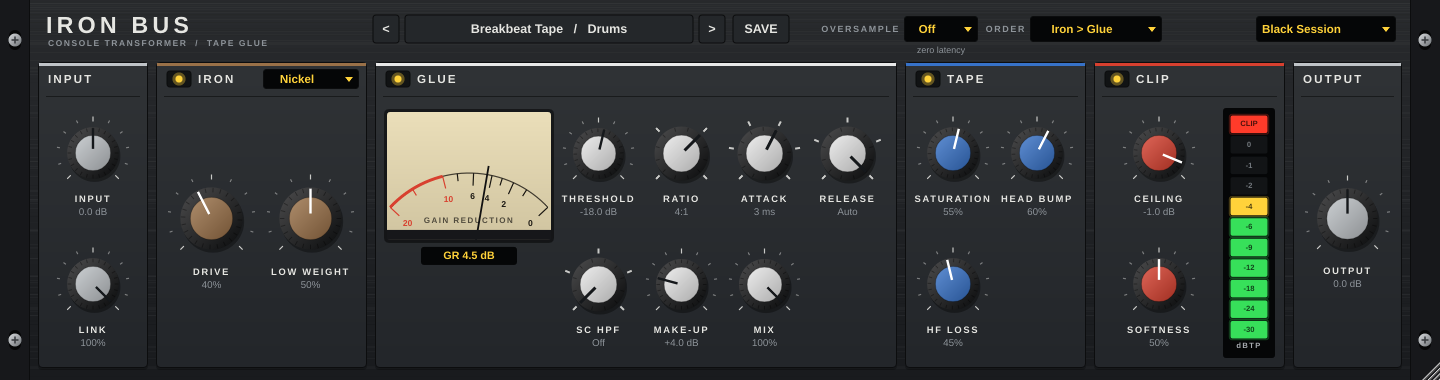 IRON BUS
CONSOLE TRANSFORMER / TAPE GLUE
< Breakbeat Tape / Drums > SAVE
OVERSAMPLE Off ORDER Iron > Glue
zero latency
Black Session
INPUT
INPUT
0.0 dB
LINK
100%
IRON Nickel
DRIVE
40%
LOW WEIGHT
50%
GLUE
20 10 6 4 2 0
GAIN REDUCTION
GR 4.5 dB
THRESHOLD
-18.0 dB
RATIO
4:1
ATTACK
3 ms
RELEASE
Auto
SC HPF
Off
MAKE-UP
+4.0 dB
MIX
100%
TAPE
SATURATION
55%
HEAD BUMP
60%
HF LOSS
45%
CLIP
CEILING
-1.0 dB
SOFTNESS
50%
CLIP
0
-1
-2
-4
-6
-9
-12
-18
-24
-30
dBTP
OUTPUT
OUTPUT
0.0 dB